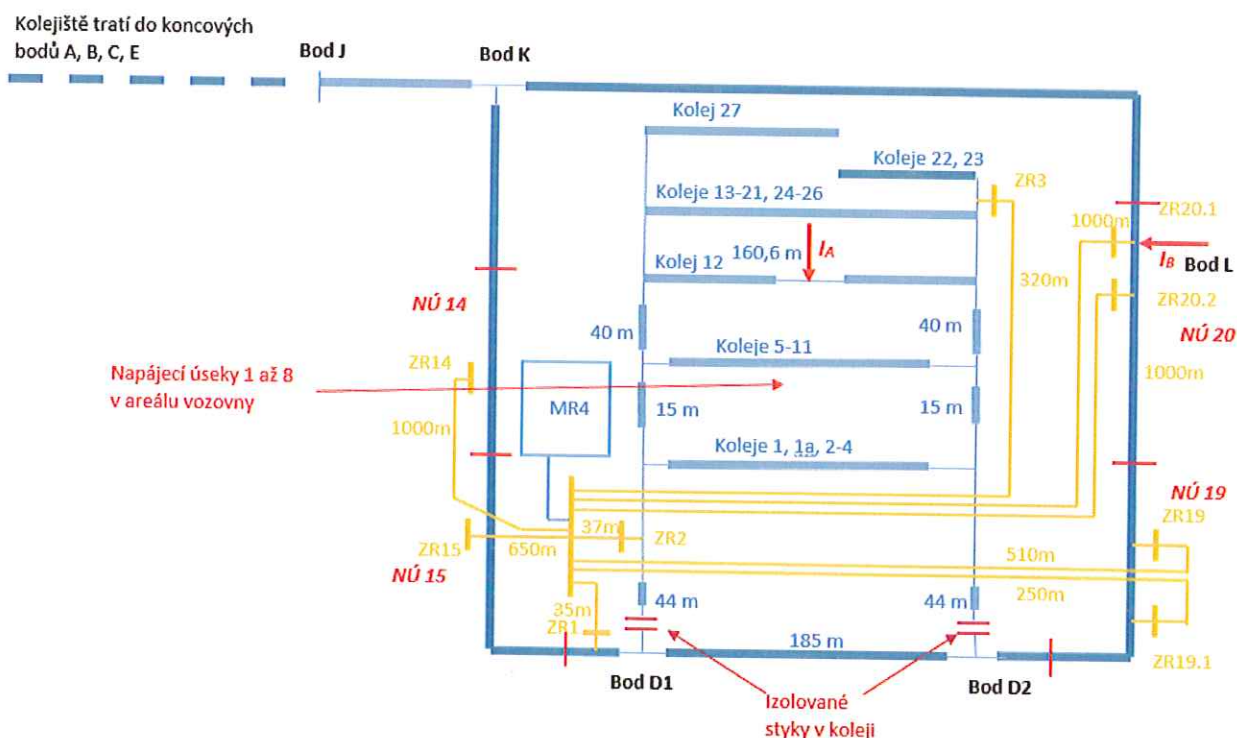 Kolejiště tratí do koncových
bodů A, B, C, E
Bod J
Bod K
Kolej 27
Koleje 22, 23
ZR3
Koleje 13-21, 24-26
ZR20.1
1000m
160,6 m
I_A
I_B
Bod L
Kolej 12
320m
NÚ 14
ZR20.2
NÚ 20
40 m
40 m
Koleje 5-11
ZR14
1000m
Napájecí úseky 1 až 8
v areálu vozovny
MR4
15 m
15 m
1000m
Koleje 1, 1a, 2-4
NÚ 19
ZR19
37m
ZR2
ZR15
650m
510m
NÚ 15
250m
44 m
44 m
35m
ZR1
ZR19.1
185 m
Bod D1
Bod D2
Izolované
styky v koleji